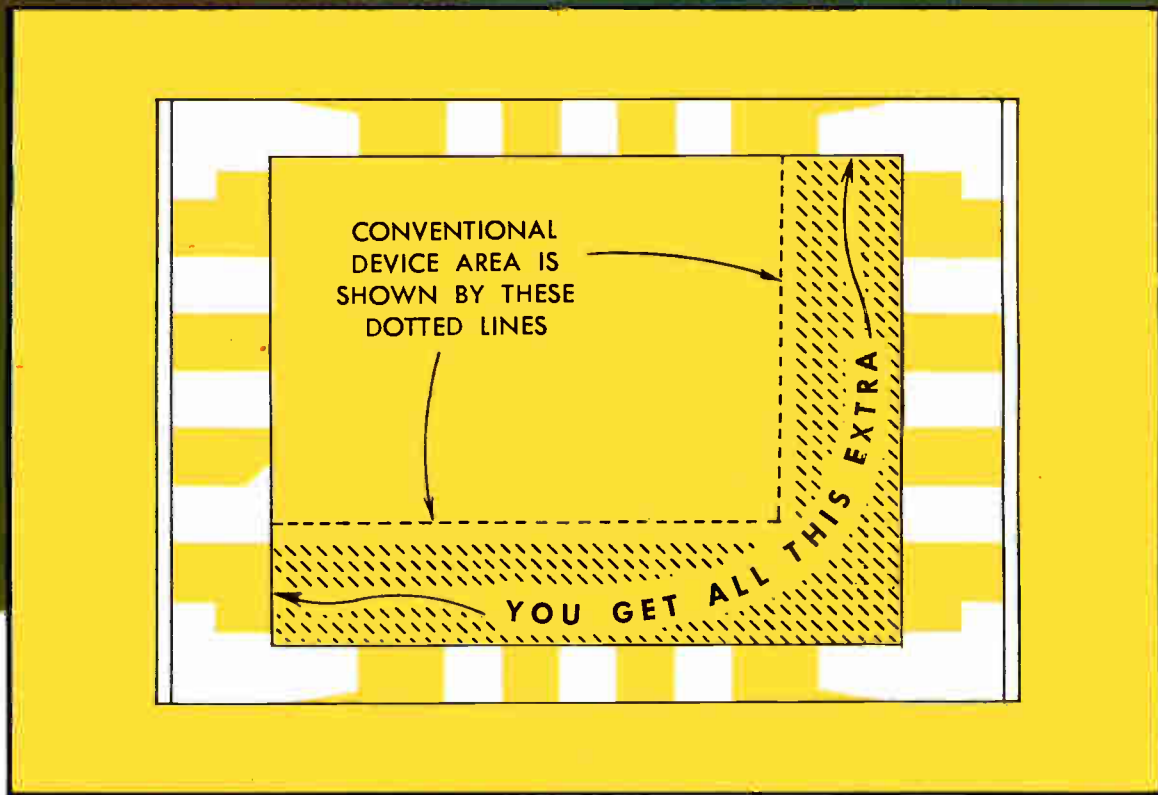 CONVENTIONAL
DEVICE AREA IS
SHOWN BY THESE
DOTTED LINES
YOU GET ALL THIS EXTRA